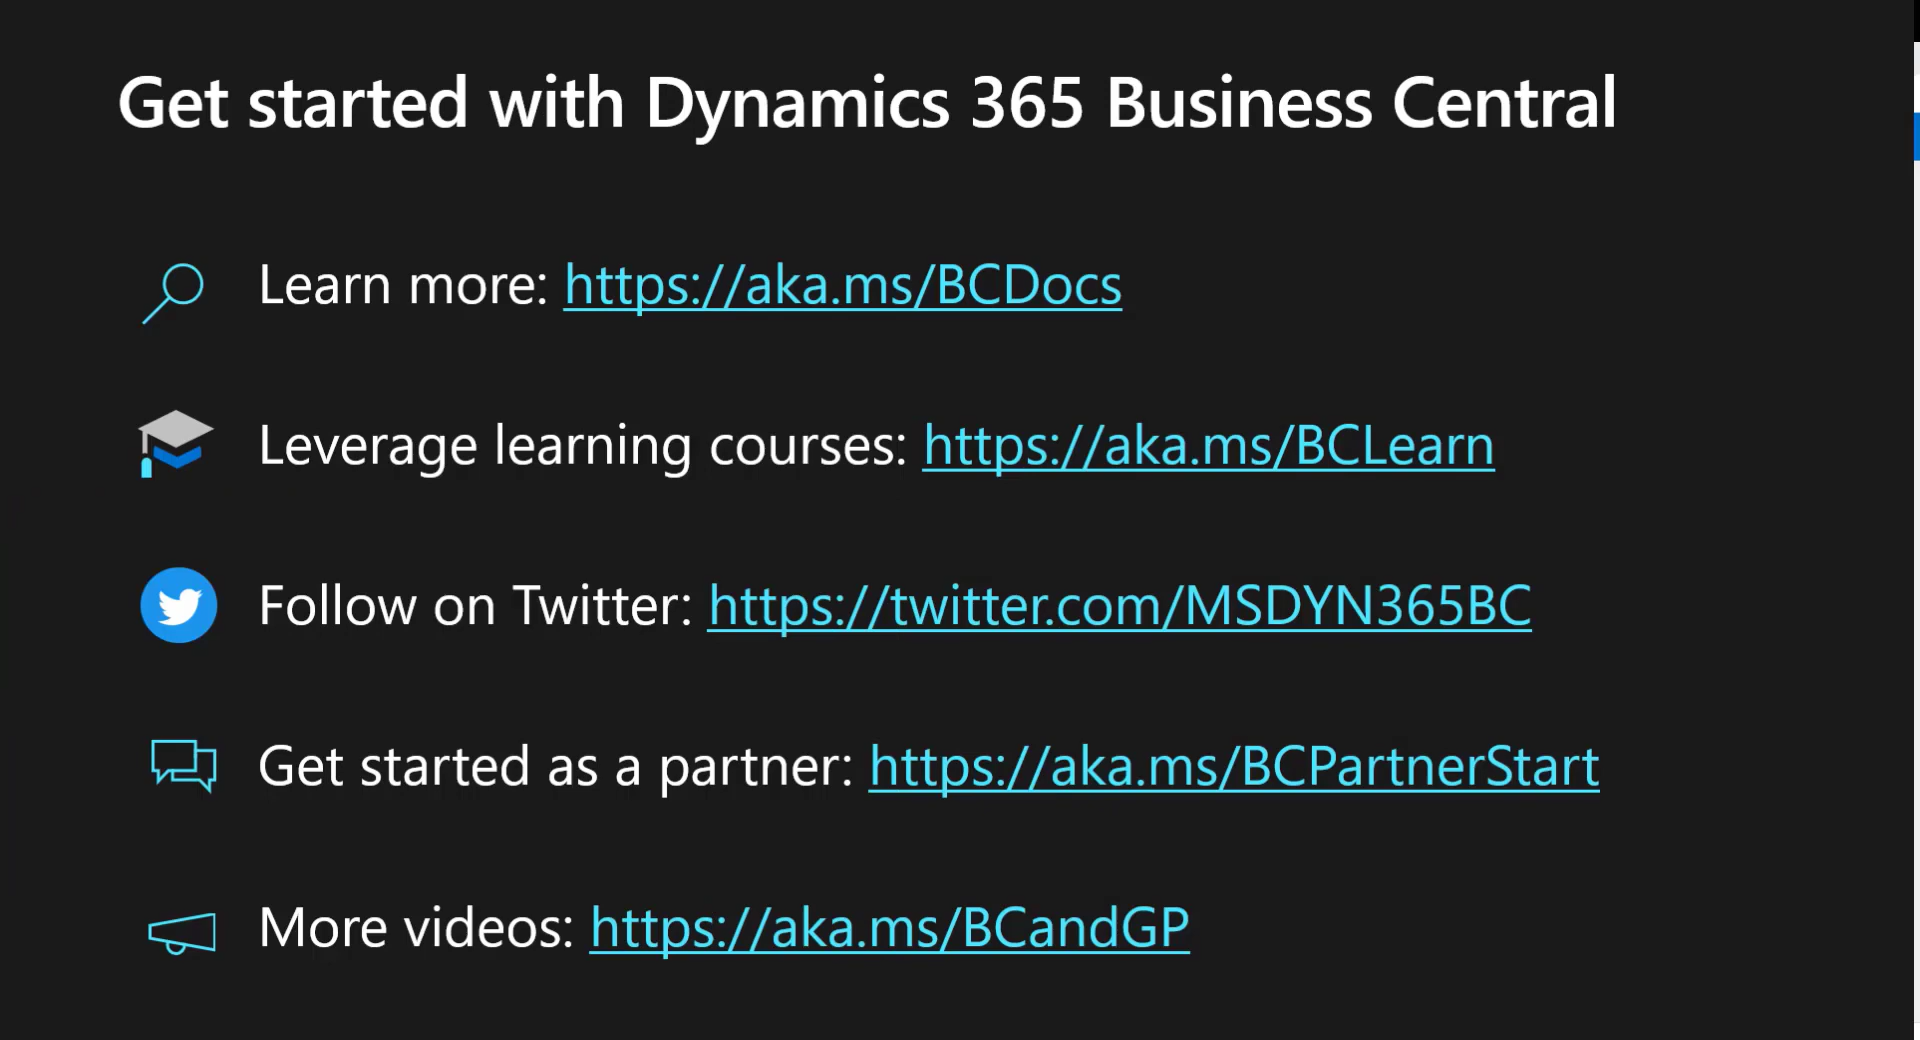 Get started with Dynamics 365 Business Central
Learn more: https://aka.ms/BCDocs
Leverage learning courses: https://aka.ms/BCLearn
Follow on Twitter: https://twitter.com/MSDYN365BC
Get started as a partner: https://aka.ms/BCPartnerStart
More videos: https://aka.ms/BCandGP